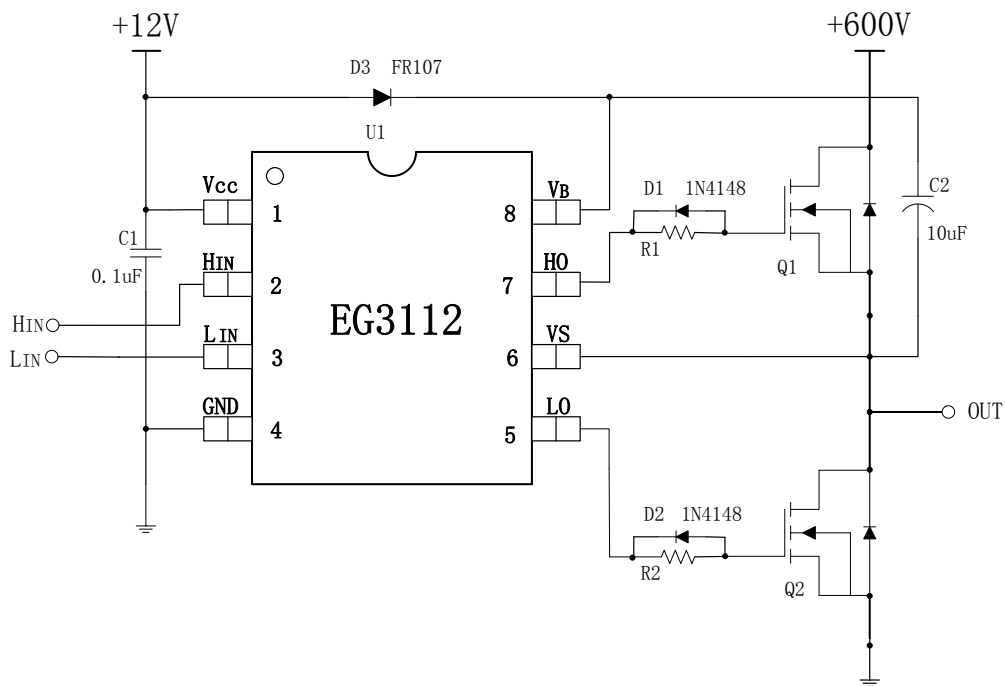 +12V
+600V
D3 FR107
U1
Vcc
1
VB
8
D1 1N4148
R1
C2
10uF
C1
0.1uF
HIN
2
HO
7
Q1
EG3112
HIN
LIN
LIN
3
VS
6
GND
4
LO
5
OUT
D2 1N4148
R2
Q2